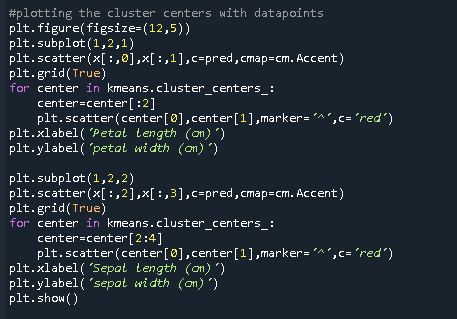 #plotting the cluster centers with datapoints
plt.figure(figsize=(12,5))
plt.subplot(1,2,1)
plt.scatter(x[:,0],x[:,1],c=pred,cmap=cm.Accent)
plt.grid(True)
for center in kmeans.cluster_centers_:
    center=center[:2]
    plt.scatter(center[0],center[1],marker='^',c='red')
plt.xlabel('Petal length (cm)')
plt.ylabel('petal width (cm)')

plt.subplot(1,2,2)
plt.scatter(x[:,2],x[:,3],c=pred,cmap=cm.Accent)
plt.grid(True)
for center in kmeans.cluster_centers_:
    center=center[2:4]
    plt.scatter(center[0],center[1],marker='^',c='red')
plt.xlabel('Sepal length (cm)')
plt.ylabel('sepal width (cm)')
plt.show()